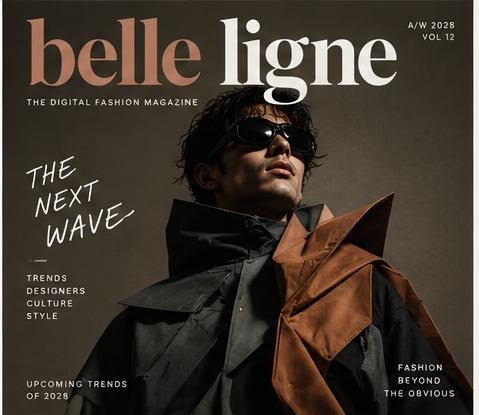 belle ligne
A/W 2028
VOL 12
THE DIGITAL FASHION MAGAZINE
THE
NEXT
WAVE
TRENDS
DESIGNERS
CULTURE
STYLE
UPCOMING TRENDS
OF 2028
FASHION
BEYOND
THE OBVIOUS